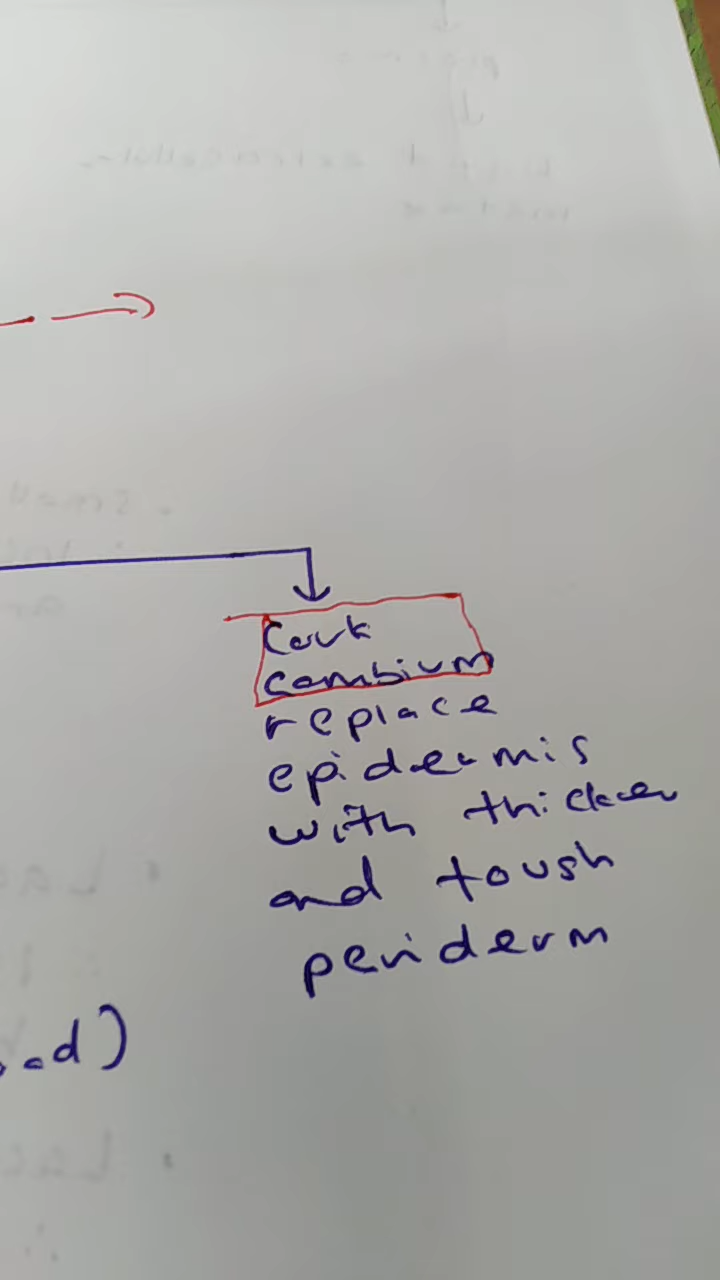 Cork
cambium
replace
epidermis
with thicker
and tough
periderm